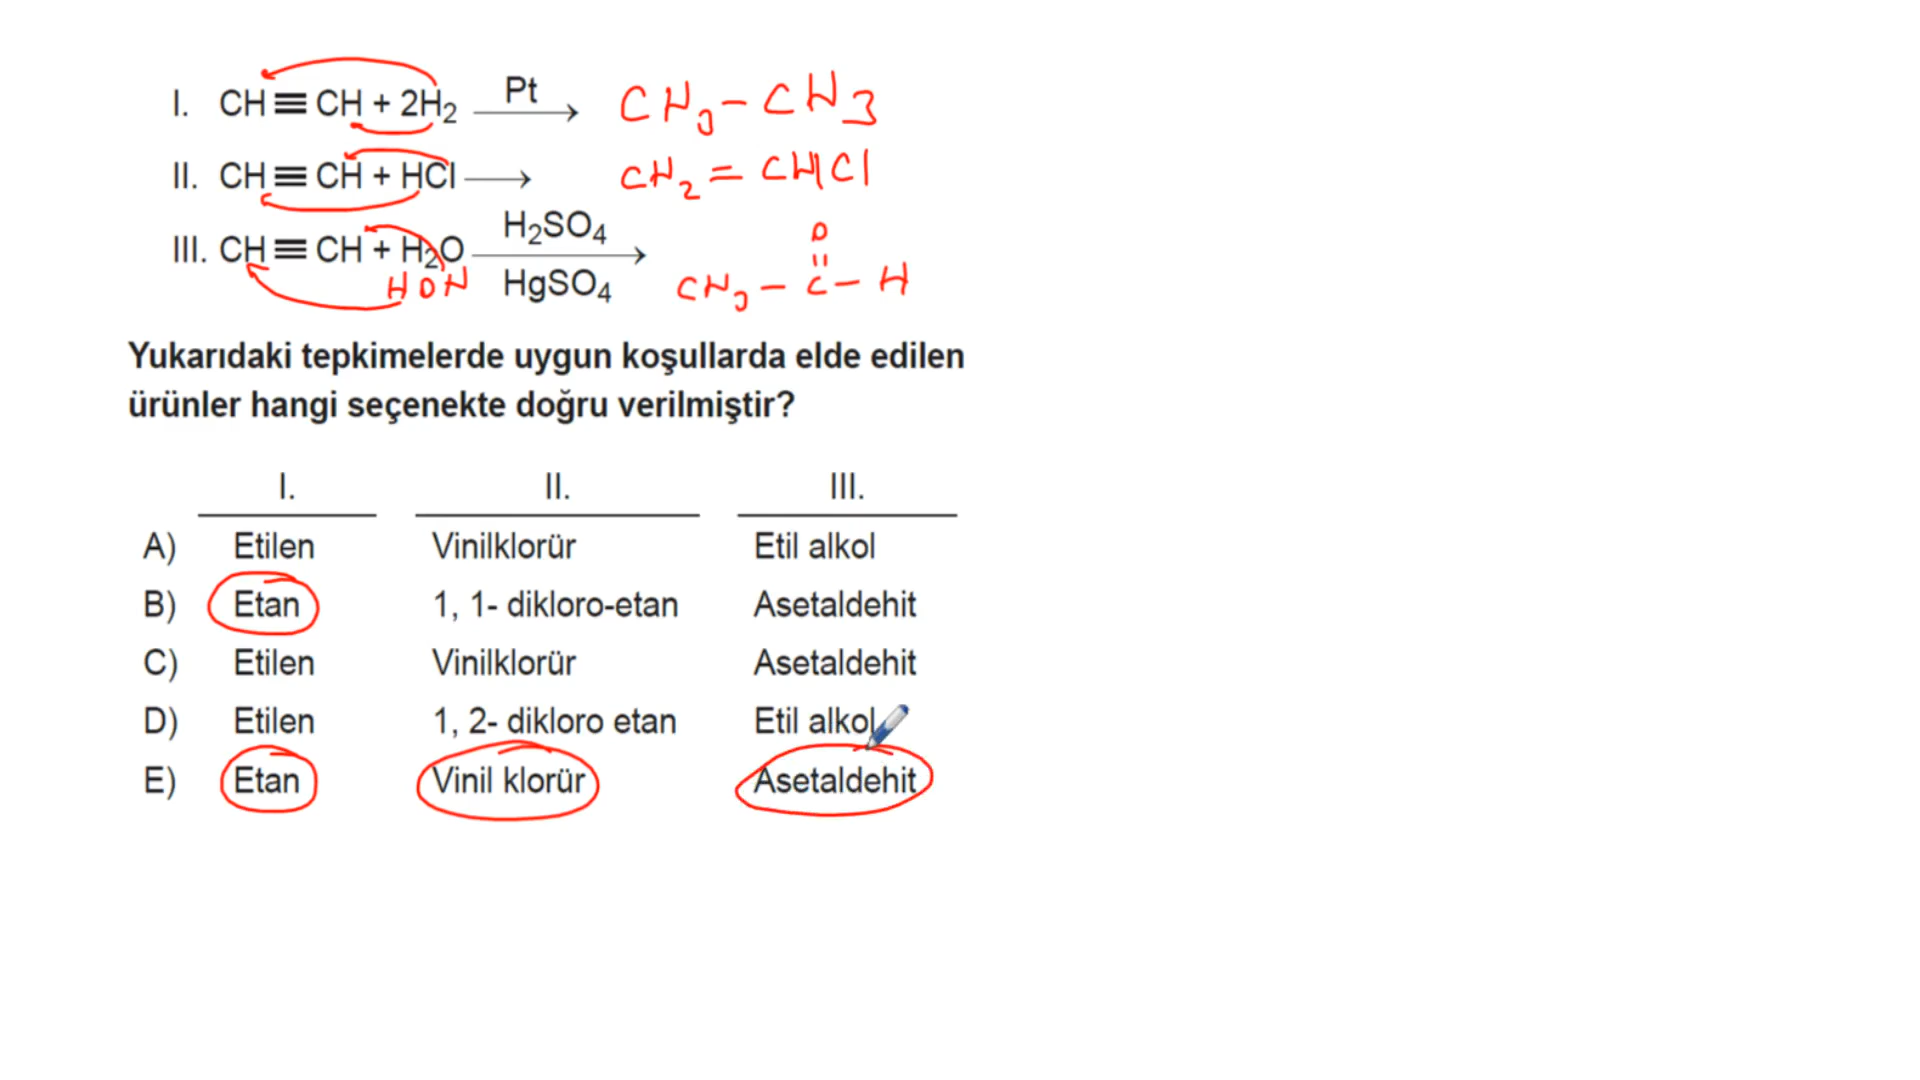 I. CH≡CH + 2H₂ —Pt→ CH₃-CH₃
II. CH≡CH + HCl → CH₂=CHCl
III. CH≡CH + H₂O —H₂SO₄/HgSO₄→ CH₃-C-H
O
HOH
Yukarıdaki tepkimelerde uygun koşullarda elde edilen
ürünler hangi seçenekte doğru verilmiştir?
I. II. III.
A) Etilen Vinilklorür Etil alkol
B) Etan 1, 1- dikloro-etan Asetaldehit
C) Etilen Vinilklorür Asetaldehit
D) Etilen 1, 2- dikloro etan Etil alkol
E) Etan Vinil klorür Asetaldehit